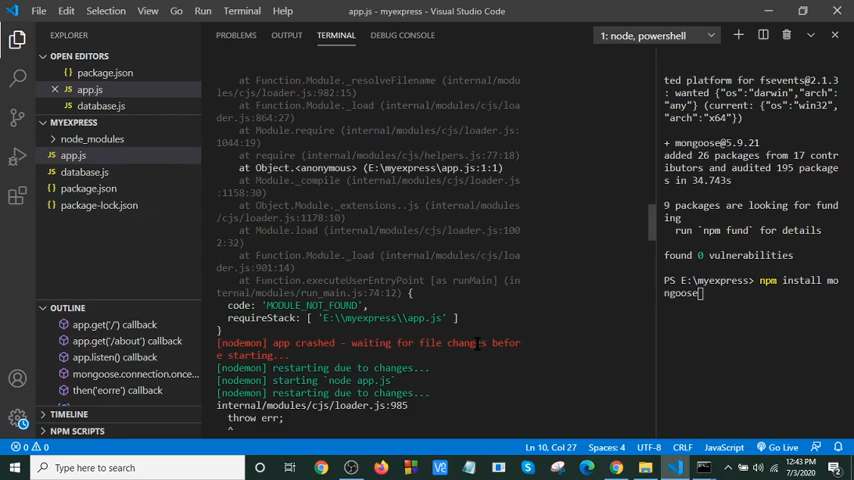 File Edit Selection View Go Run Terminal Help
app.js - myexpress - Visual Studio Code
EXPLORER
OPEN EDITORS
package.json
app.js
database.js
MYEXPRESS
node_modules
app.js
database.js
package.json
package-lock.json
OUTLINE
app.get('/') callback
app.get('/about') callback
app.listen() callback
mongoose.connection.once...
then('eorre') callback
TIMELINE
NPM SCRIPTS
PROBLEMS OUTPUT TERMINAL DEBUG CONSOLE
1: node, powershell
at Function.Module._resolveFilename (internal/modu
les/cjs/loader.js:982:15)
at Function.Module._load (internal/modules/cjs/loa
der.js:864:27)
at Module.require (internal/modules/cjs/loader.js:
1044:19)
at require (internal/modules/cjs/helpers.js:77:18)
at Object.<anonymous> (E:\myexpress\app.js:1:1)
at Module._compile (internal/modules/cjs/loader.js
:1158:30)
at Object.Module._extensions..js (internal/modules
/cjs/loader.js:1178:10)
at Module.load (internal/modules/cjs/loader.js:100
2:32)
at Function.Module._load (internal/modules/cjs/loa
der.js:901:14)
at Function.executeUserEntryPoint [as runMain] (in
ternal/modules/run_main.js:74:12) {
code: 'MODULE_NOT_FOUND',
requireStack: [ 'E:\\myexpress\\app.js' ]
}
[nodemon] app crashed - waiting for file changes befor
e starting...
[nodemon] restarting due to changes...
[nodemon] starting `node app.js`
[nodemon] restarting due to changes...
internal/modules/cjs/loader.js:985
throw err;
^
ted platform for fsevents@2.1.3
: wanted {"os":"darwin","arch":
"any"} (current: {"os":"win32",
"arch":"x64"})
+ mongoose@5.9.21
added 26 packages from 17 contr
ibutors and audited 195 package
s in 34.743s
9 packages are looking for fund
ing
run `npm fund` for details
found 0 vulnerabilities
PS E:\myexpress> npm install mo
ngoose
0 0 Ln 10, Col 27 Spaces: 4 UTF-8 CRLF JavaScript Go Live
Type here to search
12:43 PM
7/3/2020